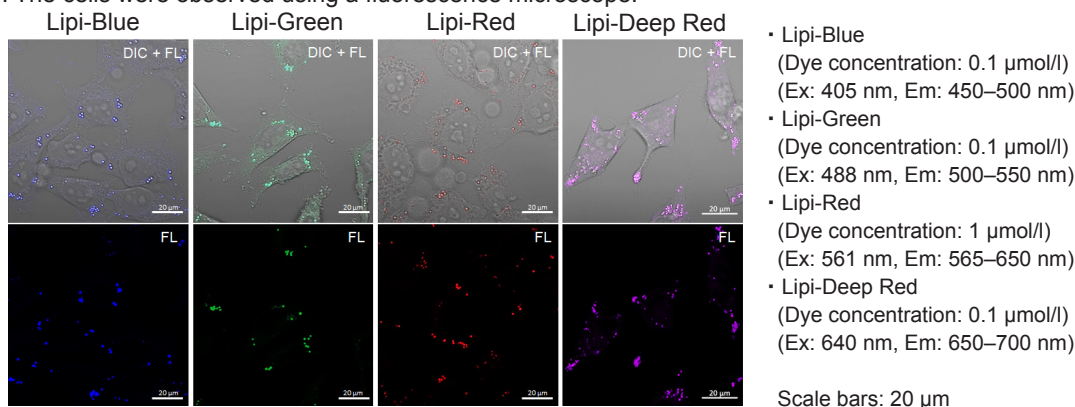 . The cells were observed using a fluorescence microscope.
Lipi-Blue Lipi-Green Lipi-Red Lipi-Deep Red
DIC + FL DIC + FL DIC + FL DIC + FL
20 µm 20 µm 20 µm 20 µm
FL FL FL FL
20 µm 20 µm 20 µm 20 µm
・Lipi-Blue
(Dye concentration: 0.1 µmol/l)
(Ex: 405 nm, Em: 450–500 nm)
・Lipi-Green
(Dye concentration: 0.1 µmol/l)
(Ex: 488 nm, Em: 500–550 nm)
・Lipi-Red
(Dye concentration: 1 µmol/l)
(Ex: 561 nm, Em: 565–650 nm)
・Lipi-Deep Red
(Dye concentration: 0.1 µmol/l)
(Ex: 640 nm, Em: 650–700 nm)
Scale bars: 20 µm